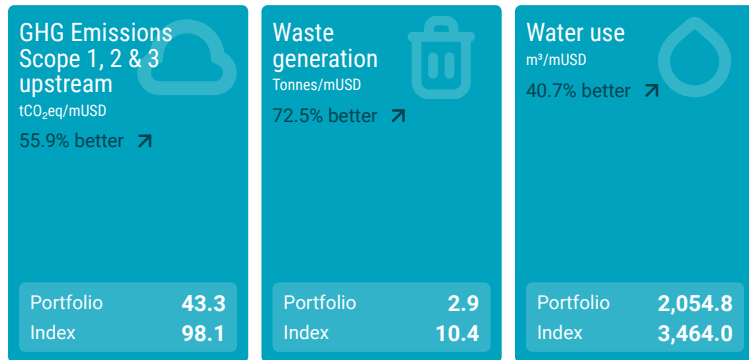 GHG Emissions
Scope 1, 2 & 3
upstream
tCO₂eq/mUSD
55.9% better
Portfolio 43.3
Index 98.1
Waste
generation
Tonnes/mUSD
72.5% better
Portfolio 2.9
Index 10.4
Water use
m³/mUSD
40.7% better
Portfolio 2,054.8
Index 3,464.0